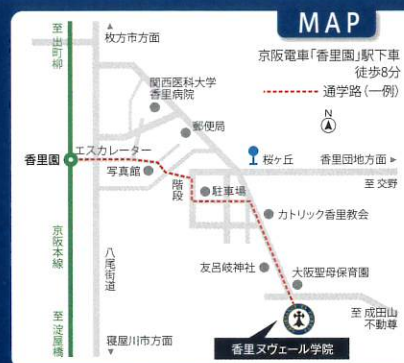 MAP
京阪電車「香里園」駅下車
徒歩8分
通学路(一例)
N
至 出町柳
枚方市方面
関西医科大学
香里病院
郵便局
桜ヶ丘
香里団地方面
至 交野
香里園
エスカレーター
写真館
階段
駐車場
カトリック香里教会
京阪本線
八尾街道
友呂岐神社
大阪聖母保育園
至 淀屋橋
寝屋川市方面
至 成田山
不動尊
香里ヌヴェール学院